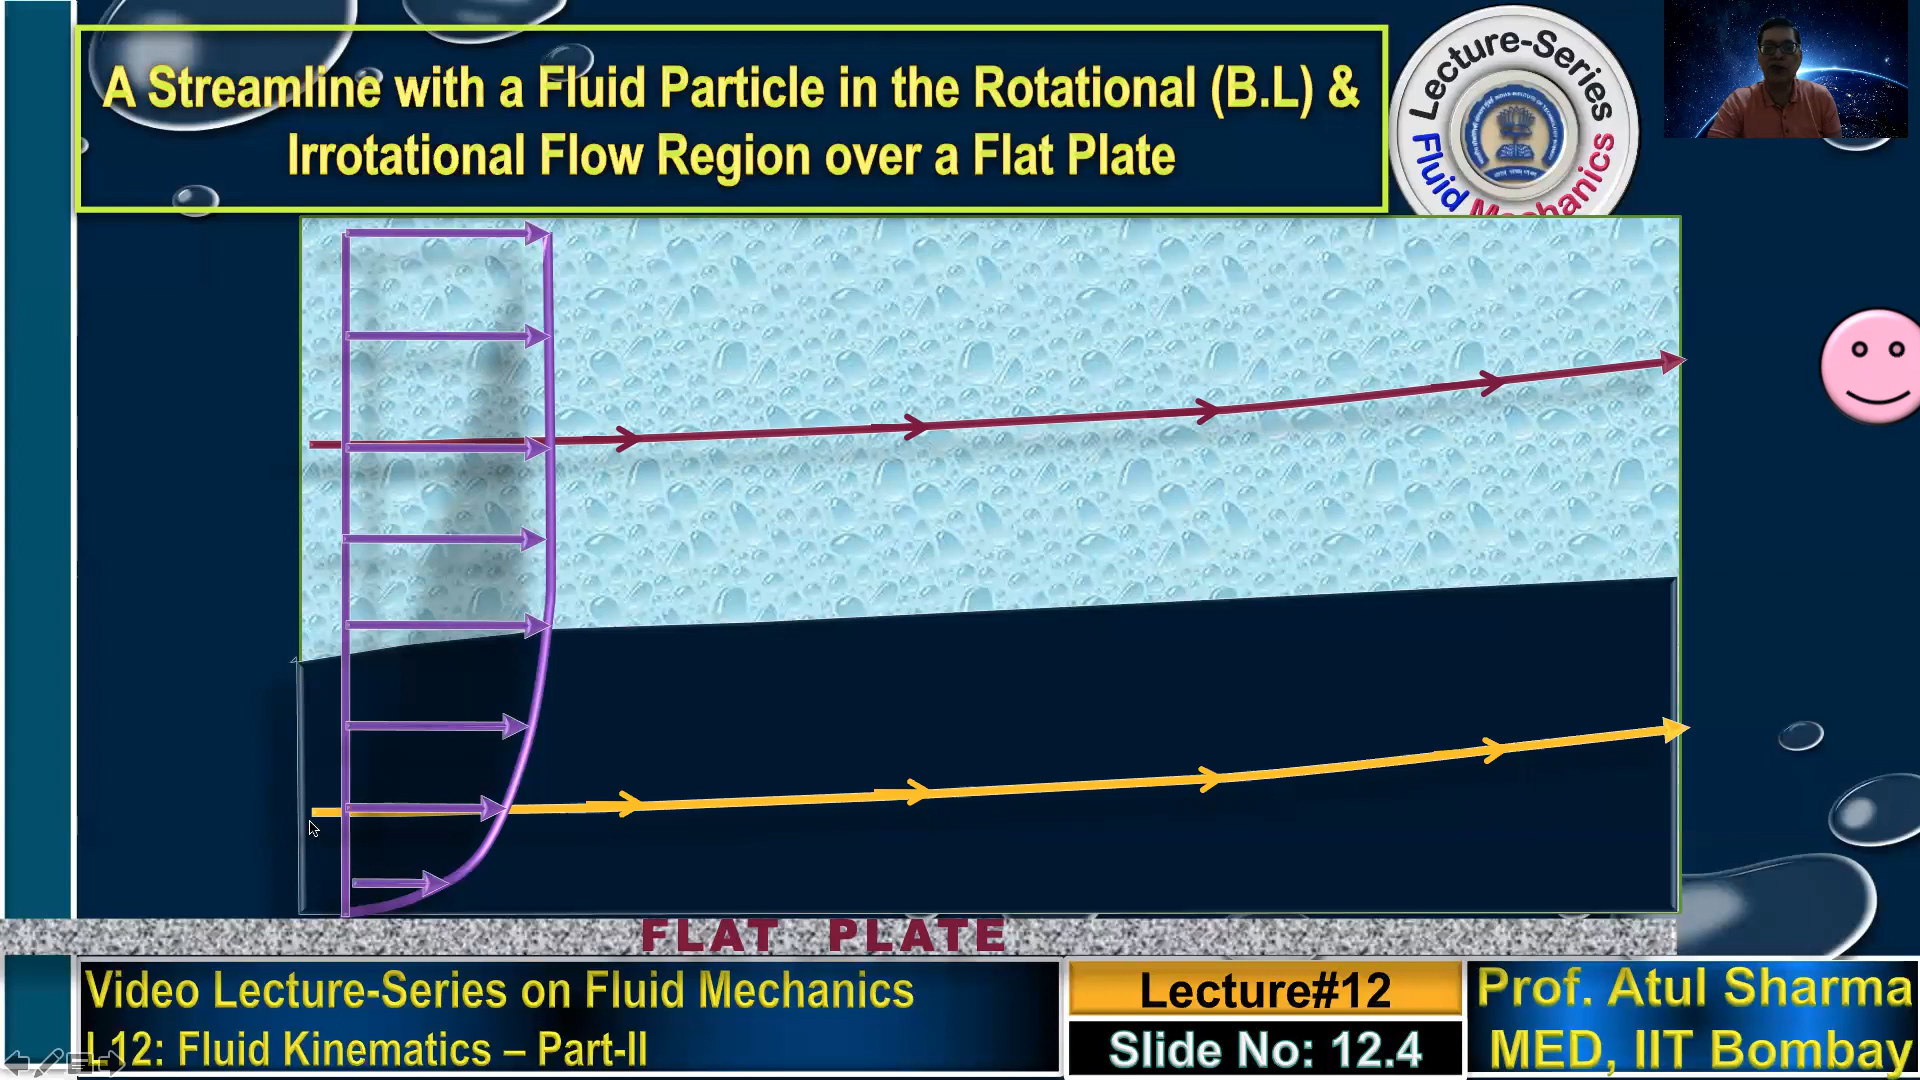 A Streamline with a Fluid Particle in the Rotational (B.L) &
Irrotational Flow Region over a Flat Plate
Lecture-Series
Fluid Mechanics
FLAT PLATE
Video Lecture-Series on Fluid Mechanics
L12: Fluid Kinematics – Part-II
Lecture#12
Slide No: 12.4
Prof. Atul Sharma
MED, IIT Bombay